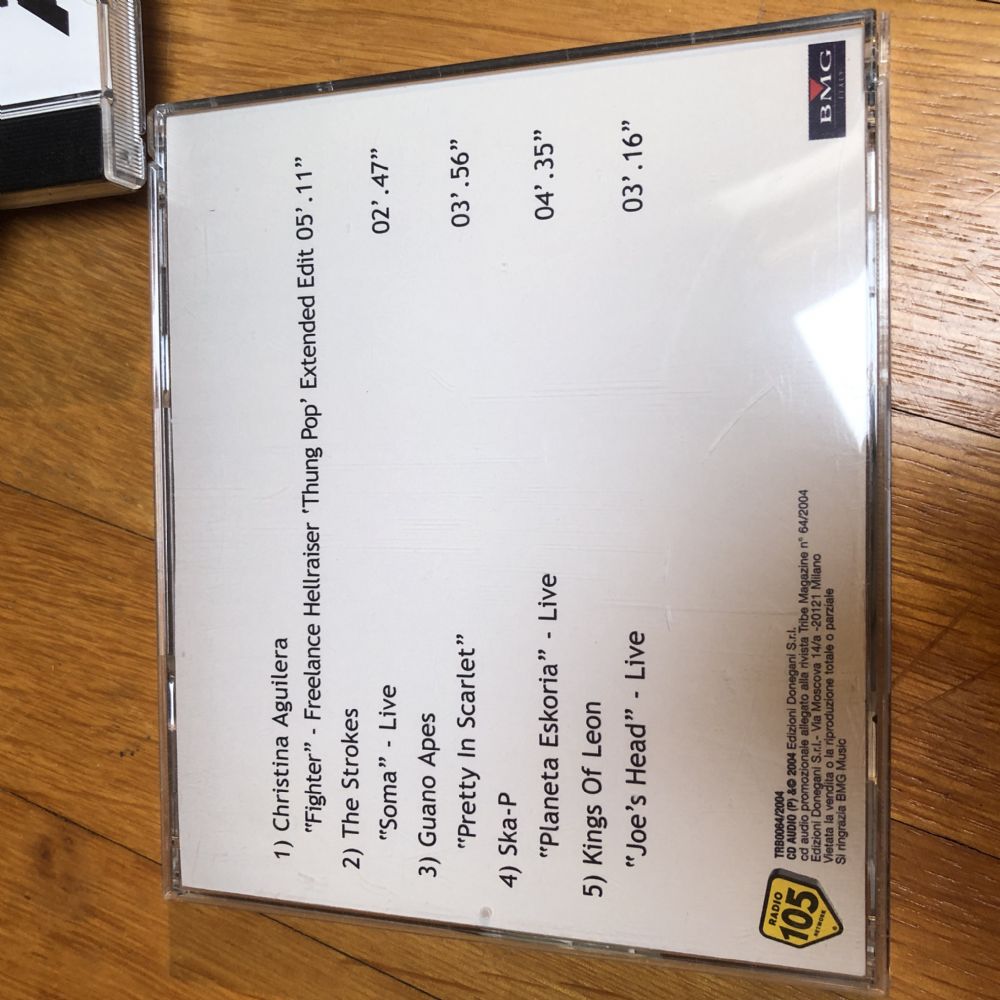 1) Christina Aguilera
"Fighter" - Freelance Hellraiser 'Thung Pop' Extended Edit 05'.11"
2) The Strokes
"Soma" - Live 02'.47"
3) Guano Apes
"Pretty In Scarlet" 03'.56"
4) Ska-P
"Planeta Eskoria" - Live 04'.35"
5) Kings Of Leon
"Joe's Head" - Live 03'.16"
RADIO
105
NETWORK
TRB0064/2004
CD AUDIO (P) &© 2004 Edizioni Donegani S.r.l.
cd audio promozionale allegato alla rivista Tribe Magazine n° 64/2004
Edizioni Donegani S.r.l.- Via Moscova 14/a -20121 Milano
Vietata la vendita o la riproduzione totale o parziale
Si ringrazia BMG Music
BMG
ITALY